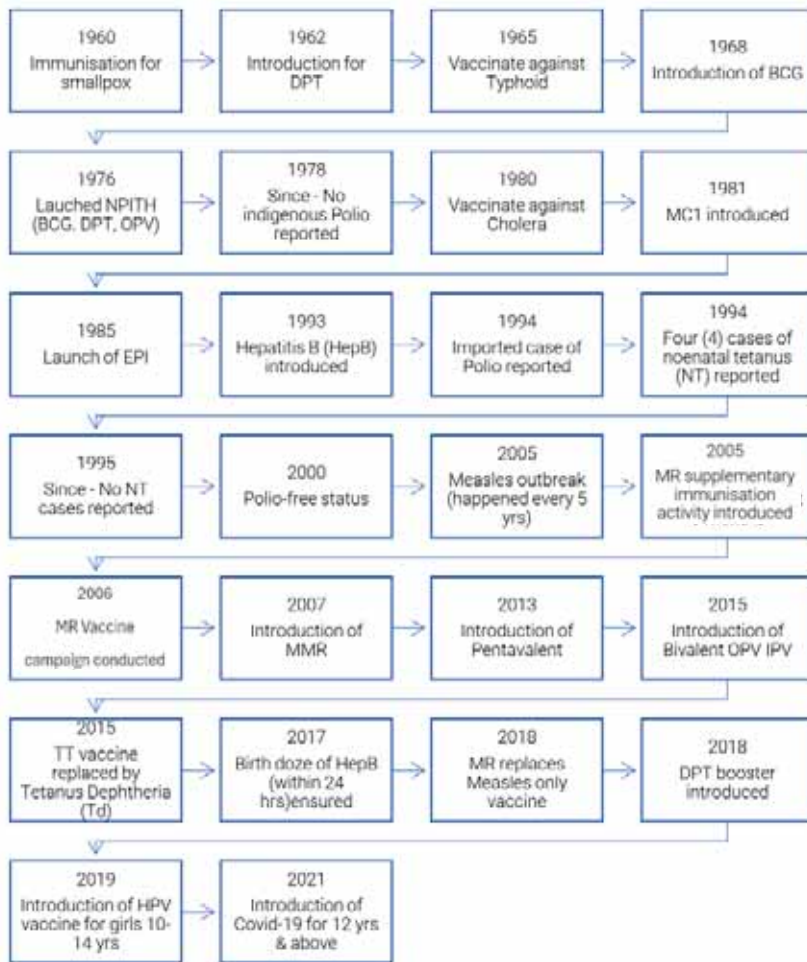 1960
Immunisation for
smallpox
1962
Introduction for
DPT
1965
Vaccinate against
Typhoid
1968
Introduction of BCG
1976
Lauched NPITH
(BCG. DPT, OPV)
1978
Since - No
indigenous Polio
reported
1980
Vaccinate against
Cholera
1981
MC1 introduced
1985
Launch of EPI
1993
Hepatitis B (HepB)
introduced
1994
Imported case of
Polio reported
1994
Four (4) cases of
noenatal tetanus
(NT) reported
1995
Since - No NT
cases reported
2000
Polio-free status
2005
Measles outbreak
(happened every 5
yrs)
2005
MR supplementary
immunisation
activity introduced
2006
MR Vaccine
campaign conducted
2007
Introduction of
MMR
2013
Introduction of
Pentavalent
2015
Introduction of
Bivalent OPV IPV
2015
TT vaccine
replaced by
Tetanus Dephtheria
(Td)
2017
Birth doze of HepB
(within 24
hrs)ensured
2018
MR replaces
Measles only
vaccine
2018
DPT booster
introduced
2019
Introduction of HPV
vaccine for girls 10-
14 yrs
2021
Introduction of
Covid-19 for 12 yrs
& above